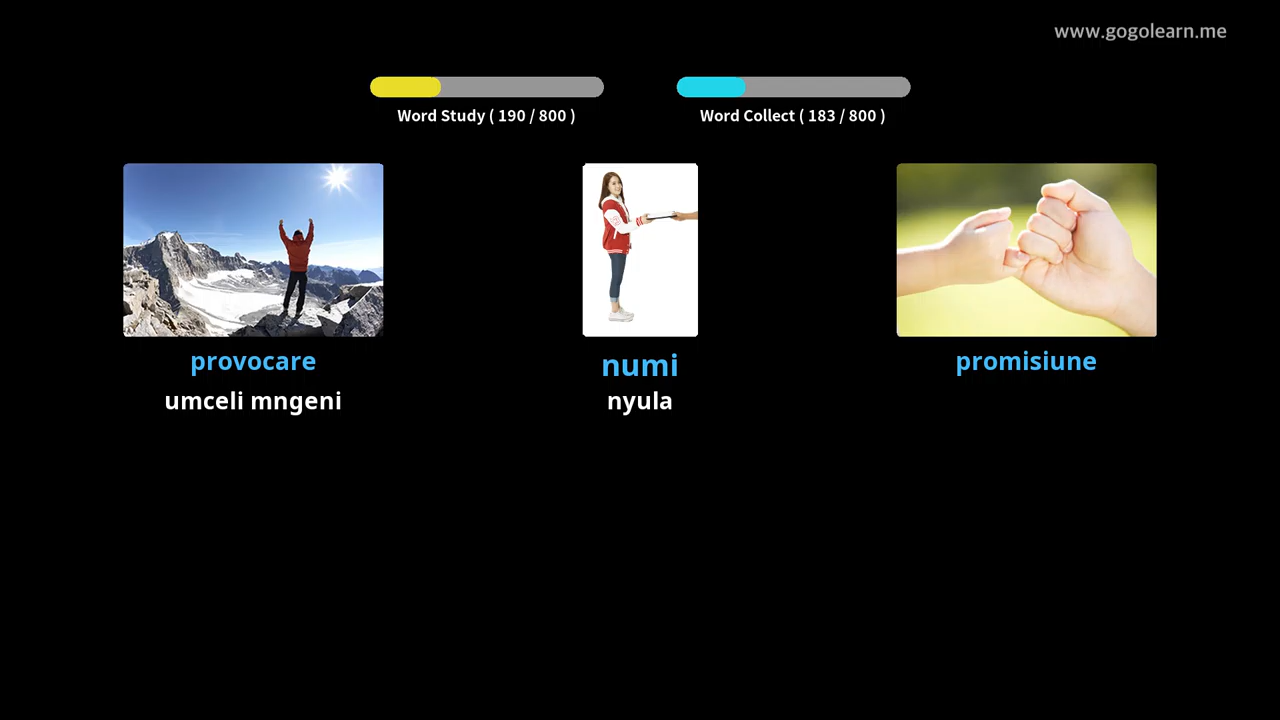 www.gogolearn.me
Word Study ( 190 / 800 )
Word Collect ( 183 / 800 )
provocare
numi
promisiune
umceli mngeni
nyula